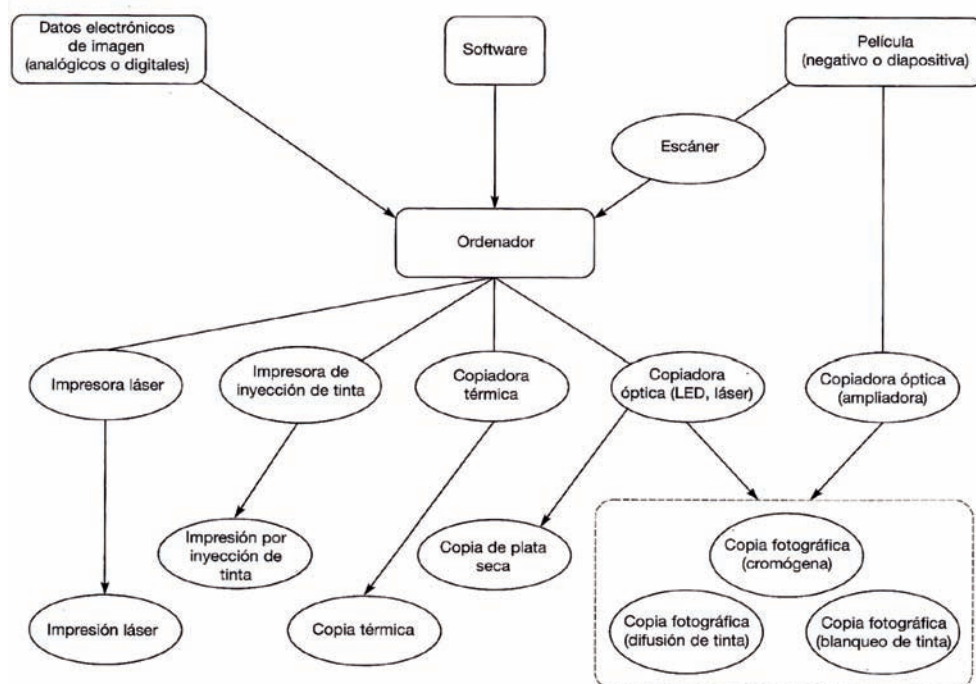 Datos electrónicos
de imagen
(analógicos o digitales)
Software
Película
(negativo o diapositiva)
Escáner
Ordenador
Impresora láser
Impresora de
inyección de tinta
Copiadora
térmica
Copiadora
óptica (LED, láser)
Copiadora óptica
(ampliadora)
Impresión por
inyección de
tinta
Copia de plata
seca
Copia fotográfica
(cromógena)
Impresión láser
Copia térmica
Copia fotográfica
(difusión de tinta)
Copia fotográfica
(blanqueo de tinta)